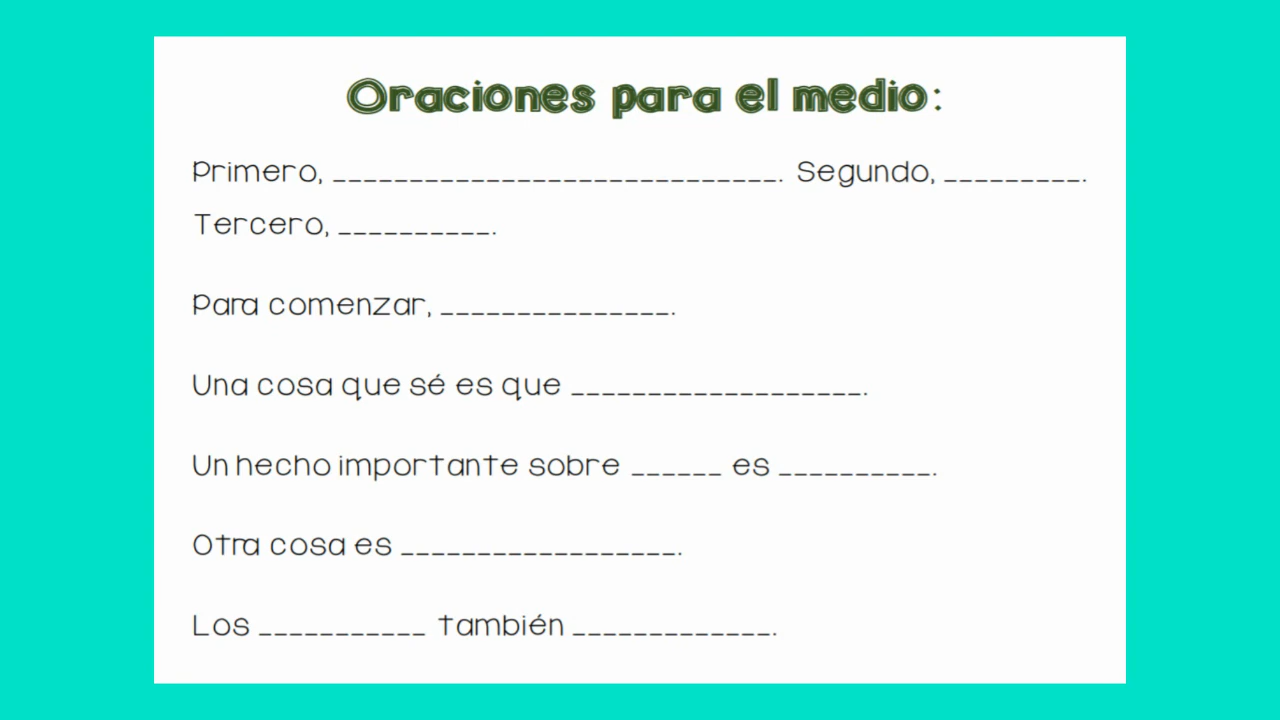 Oraciones para el medio:
Primero, _____________________________. Segundo, _________.
Tercero, __________.
Para comenzar, _______________.
Una cosa que sé es que ___________________.
Un hecho importante sobre ______ es __________.
Otra cosa es __________________.
Los ___________ también _____________.